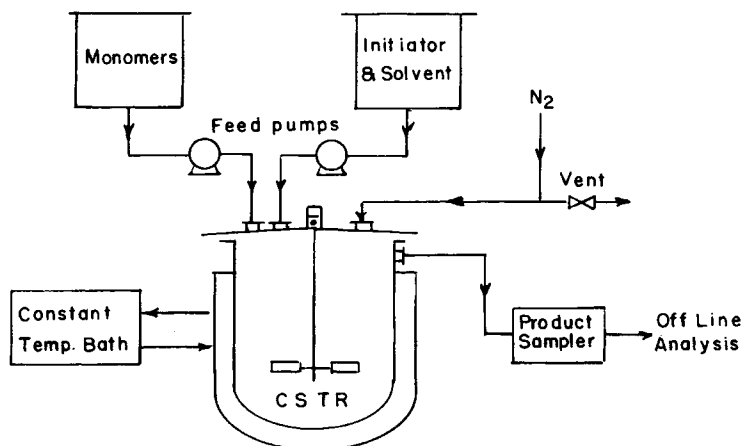 Monomers
Initiator
& Solvent
Feed pumps
N2
Vent
Constant
Temp. Bath
Product
Sampler
Off Line
Analysis
CSTR